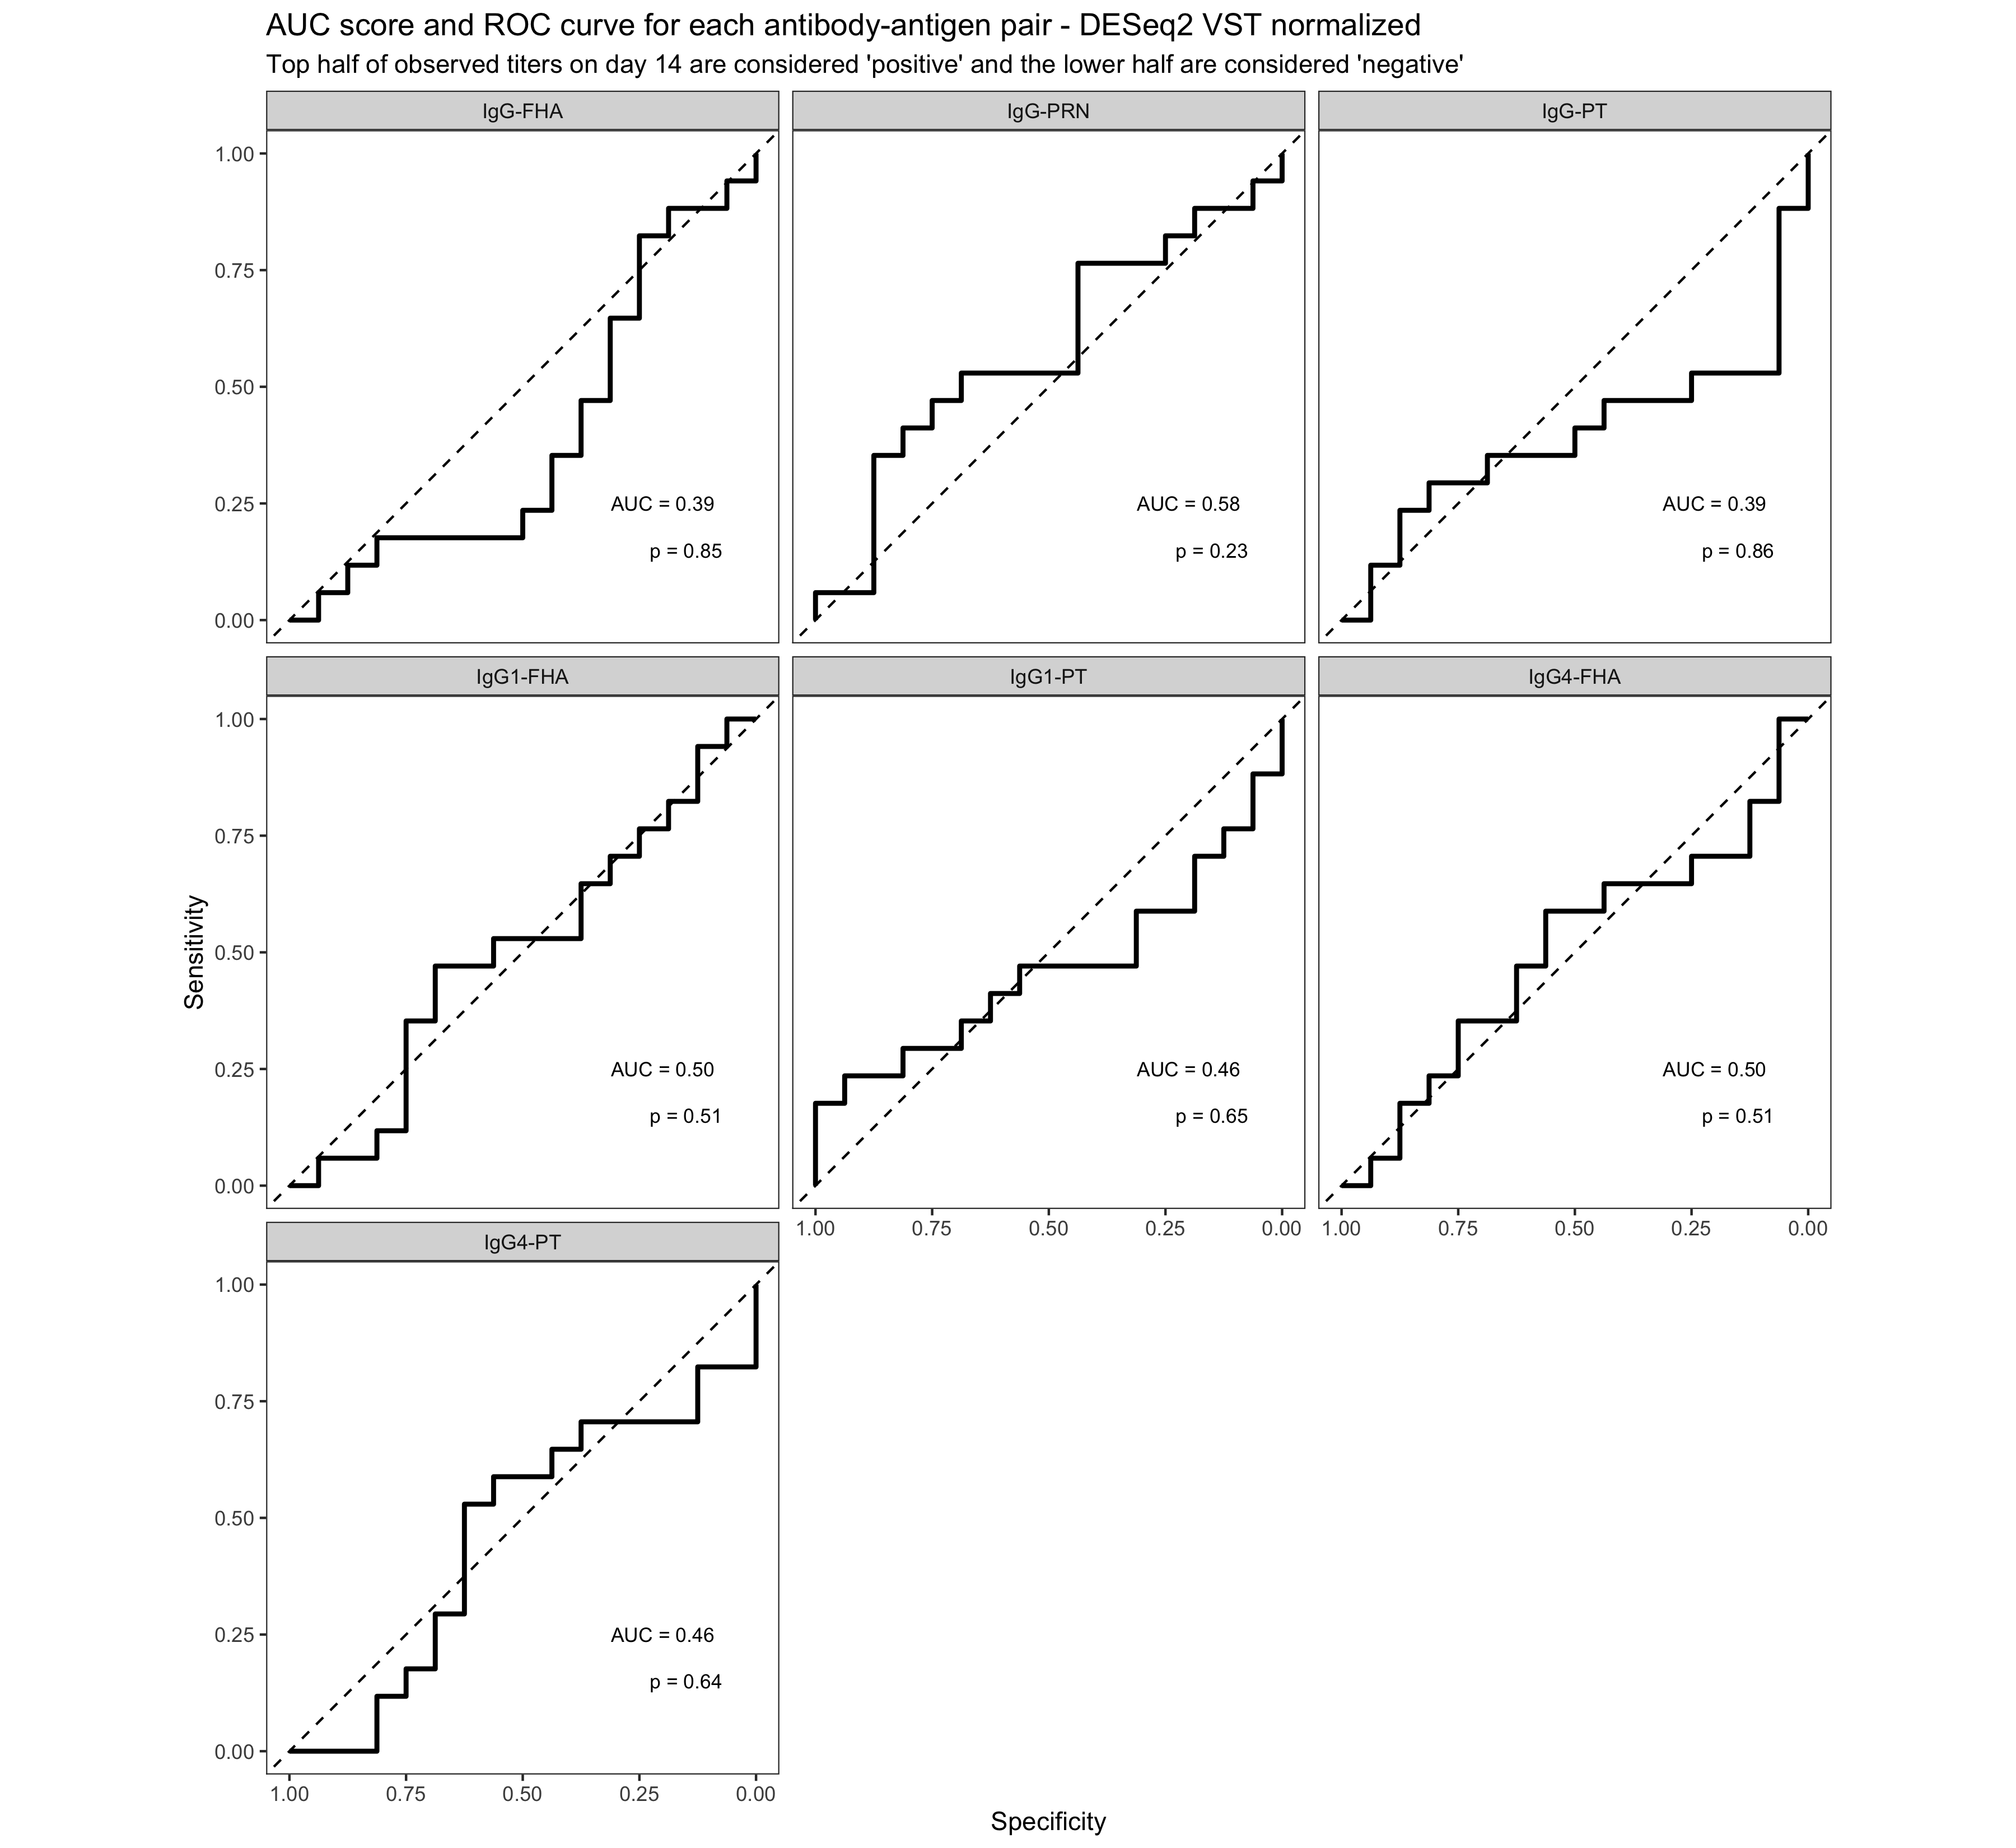 AUC score and ROC curve for each antibody-antigen pair - DESeq2 VST normalized
Top half of observed titers on day 14 are considered 'positive' and the lower half are considered 'negative'
IgG-FHA
IgG-PRN
IgG-PT
1.00
0.75
0.50
0.25
0.00
AUC = 0.39
p = 0.85
AUC = 0.58
p = 0.23
AUC = 0.39
p = 0.86
IgG1-FHA
IgG1-PT
IgG4-FHA
1.00
0.75
0.50
0.25
0.00
AUC = 0.50
p = 0.51
AUC = 0.46
p = 0.65
AUC = 0.50
p = 0.51
1.00 0.75 0.50 0.25 0.00
1.00 0.75 0.50 0.25 0.00
IgG4-PT
1.00
0.75
0.50
0.25
0.00
AUC = 0.46
p = 0.64
1.00 0.75 0.50 0.25 0.00
Sensitivity
Specificity